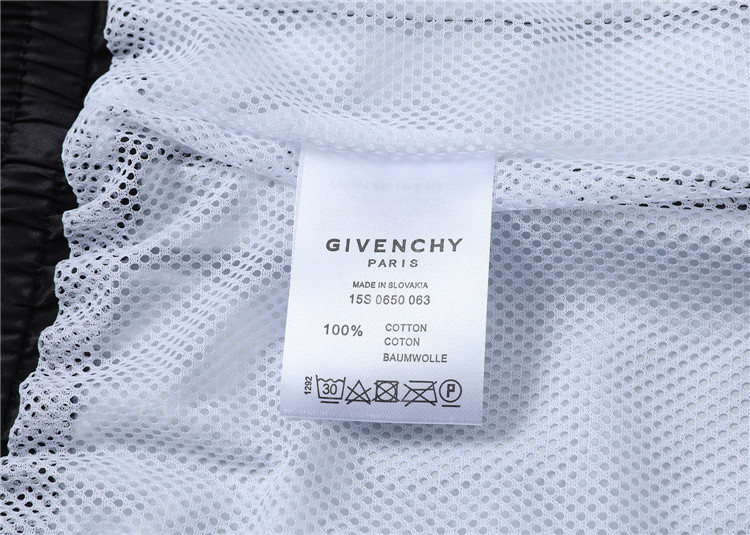 GIVENCHY
PARIS
MADE IN SLOVAKIA
15S 0650 063
100% COTTON
COTON
BAUMWOLLE
1292
30 P